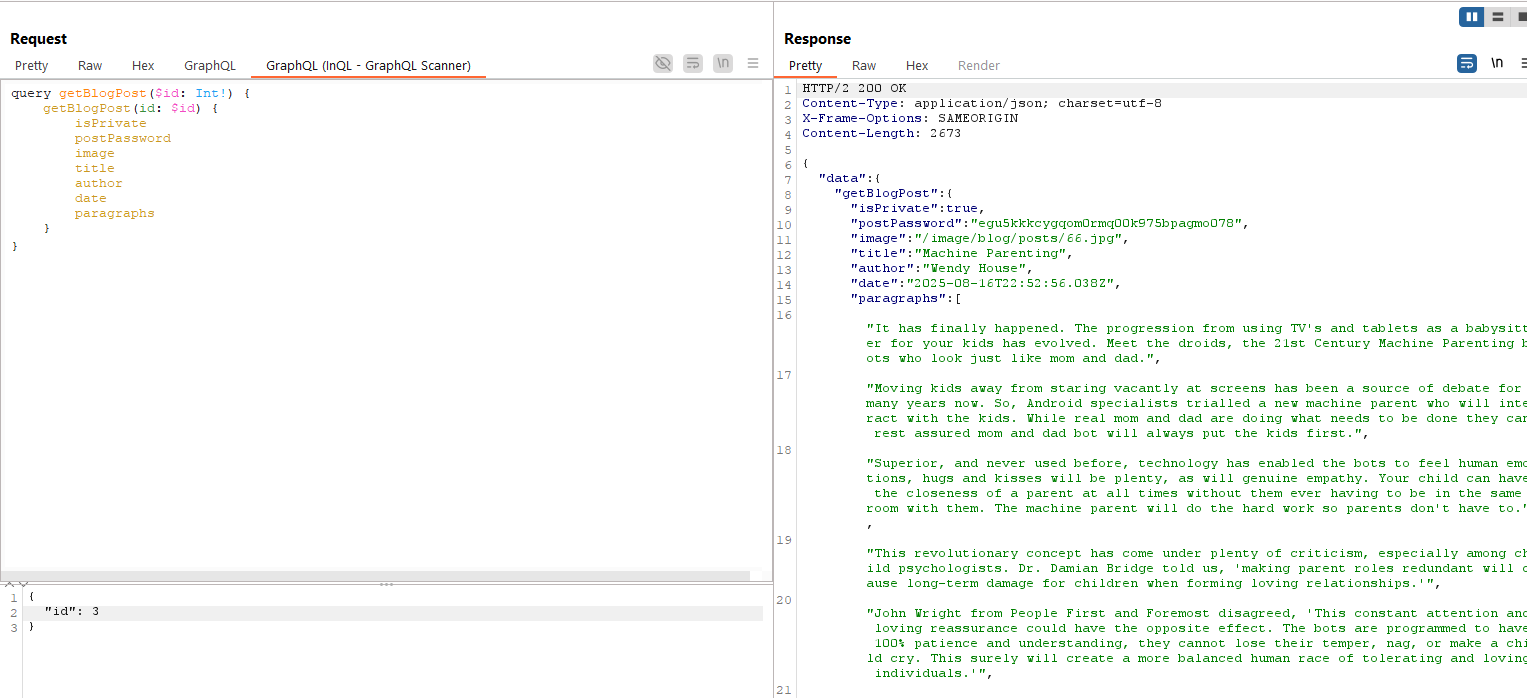 Request
Pretty Raw Hex GraphQL GraphQL (InQL - GraphQL Scanner) \n
query getBlogPost($id: Int!) {
getBlogPost(id: $id) {
isPrivate
postPassword
image
title
author
date
paragraphs
}
}
1 {
2 "id": 3
3 }
Response
Pretty Raw Hex Render \n
1 HTTP/2 200 OK
2 Content-Type: application/json; charset=utf-8
3 X-Frame-Options: SAMEORIGIN
4 Content-Length: 2673
5
6 {
7 "data":{
8 "getBlogPost":{
9 "isPrivate":true,
10 "postPassword":"egu5kkkcygqom0rmq00k975bpagmo078",
11 "image":"/image/blog/posts/66.jpg",
12 "title":"Machine Parenting",
13 "author":"Wendy House",
14 "date":"2025-08-16T22:52:56.038Z",
15 "paragraphs":[
16
"It has finally happened. The progression from using TV's and tablets as a babysitt
er for your kids has evolved. Meet the droids, the 21st Century Machine Parenting b
ots who look just like mom and dad.",
17
"Moving kids away from staring vacantly at screens has been a source of debate for
many years now. So, Android specialists trialled a new machine parent who will inte
ract with the kids. While real mom and dad are doing what needs to be done they can
rest assured mom and dad bot will always put the kids first.",
18
"Superior, and never used before, technology has enabled the bots to feel human emo
tions, hugs and kisses will be plenty, as will genuine empathy. Your child can have
the closeness of a parent at all times without them ever having to be in the same
room with them. The machine parent will do the hard work so parents don't have to."
,
19
"This revolutionary concept has come under plenty of criticism, especially among ch
ild psychologists. Dr. Damian Bridge told us, 'making parent roles redundant will c
ause long-term damage for children when forming loving relationships.'",
20
"John Wright from People First and Foremost disagreed, 'This constant attention and
loving reassurance could have the opposite effect. The bots are programmed to have
100% patience and understanding, they cannot lose their temper, nag, or make a chi
ld cry. This surely will create a more balanced human race of tolerating and loving
individuals.'",
21